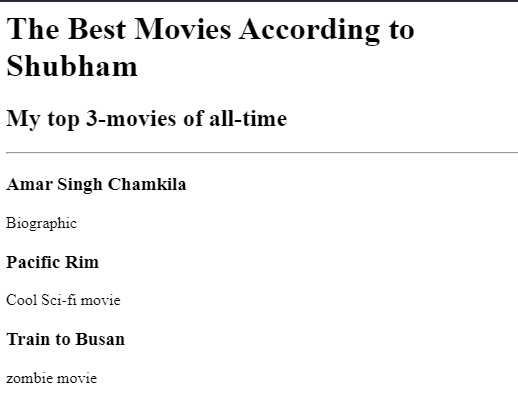 The Best Movies According to
Shubham
My top 3-movies of all-time
Amar Singh Chamkila
Biographic
Pacific Rim
Cool Sci-fi movie
Train to Busan
zombie movie